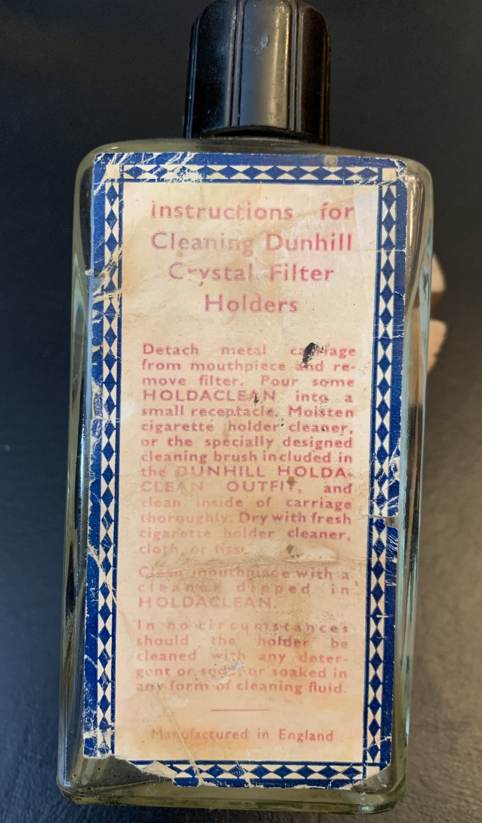 Instructions for
Cleaning Dunhill
Crystal Filter
Holders
Detach metal carriage
from mouthpiece and re-
move filter. Pour some
HOLDACLEAN into a
small receptacle. Moisten
cigarette holder cleaner,
or the specially designed
cleaning brush included in
the DUNHILL HOLDA-
CLEAN OUTFIT, and
clean inside of carriage
thoroughly. Dry with fresh
cigarette holder cleaner,
cloth, or tissue
Clean mouthpiece with a
cleaner dipped in
HOLDACLEAN.
In no circumstances
should the holder be
cleaned with any deter-
gent or soda or soaked in
any form of cleaning fluid.
Manufactured in England